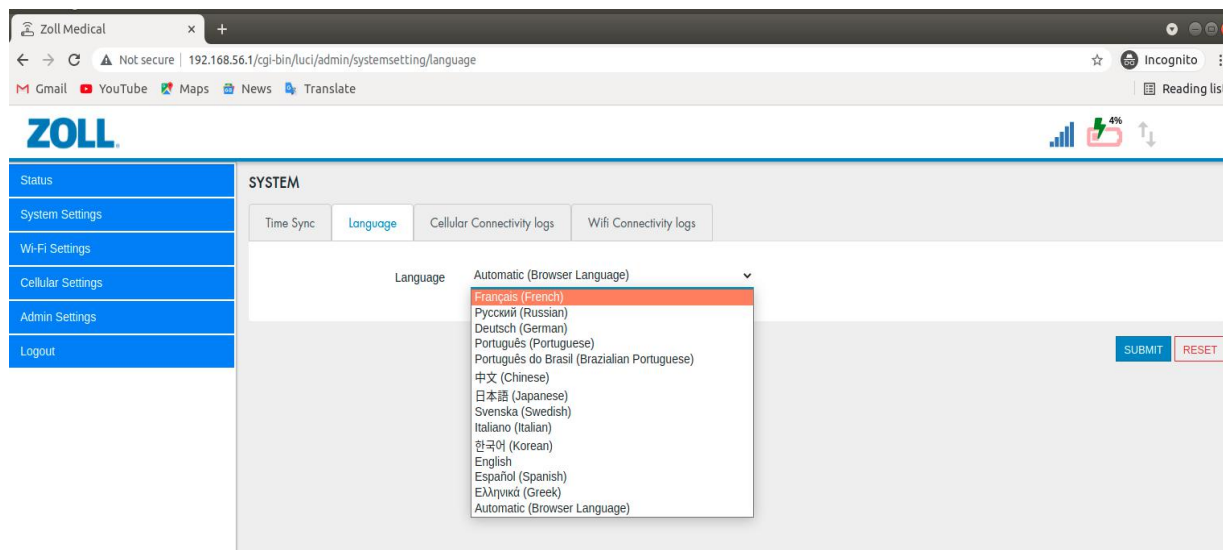 Zoll Medical
Not secure | 192.168.56.1/cgi-bin/luci/admin/systemsetting/language
Incognito
Gmail YouTube Maps News Translate
Reading list
ZOLL
4%
Status
System Settings
Wi-Fi Settings
Cellular Settings
Admin Settings
Logout
SYSTEM
Time Sync Language Cellular Connectivity logs Wifi Connectivity logs
Language Automatic (Browser Language)
Français (French)
Русский (Russian)
Deutsch (German)
Português (Portuguese)
Português do Brasil (Brazialian Portuguese)
中文 (Chinese)
日本語 (Japanese)
Svenska (Swedish)
Italiano (Italian)
한국어 (Korean)
English
Español (Spanish)
Ελληνικά (Greek)
Automatic (Browser Language)
SUBMIT RESET